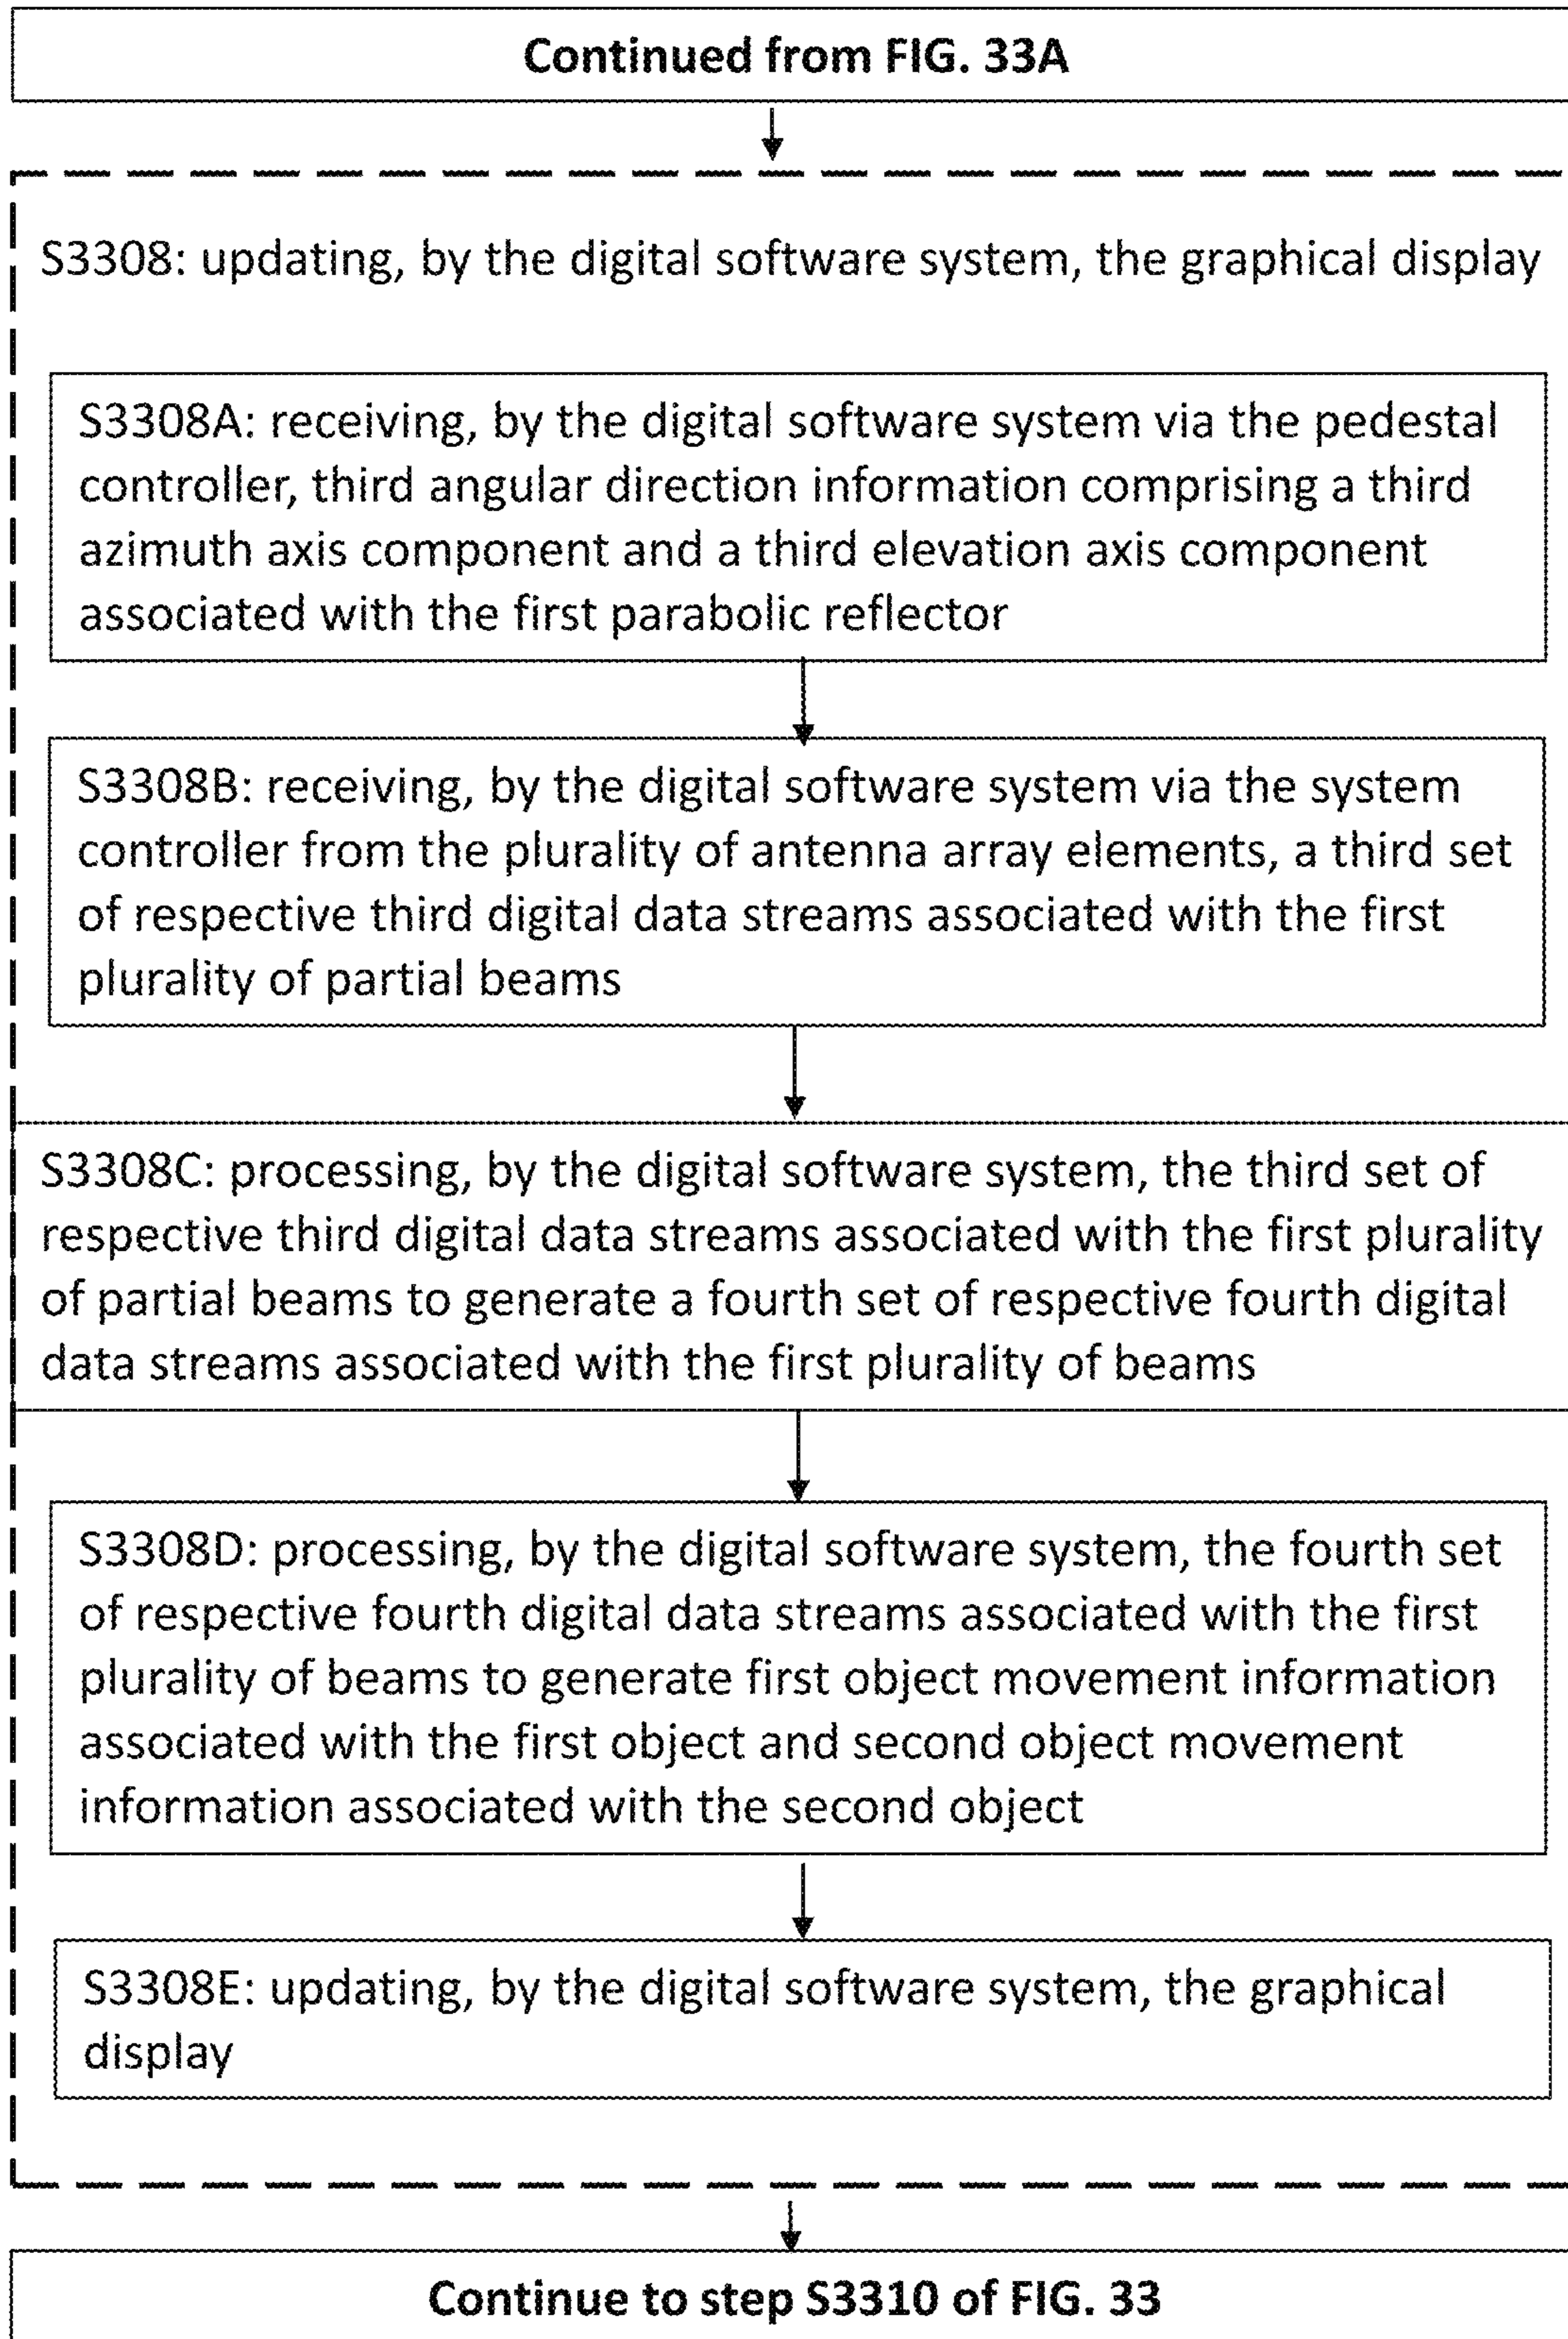 Continued from FIG. 33A
S3308: updating, by the digital software system, the graphical display
S3308A: receiving, by the digital software system via the pedestal
controller, third angular direction information comprising a third
azimuth axis component and a third elevation axis component
associated with the first parabolic reflector
S3308B: receiving, by the digital software system via the system
controller from the plurality of antenna array elements, a third set
of respective third digital data streams associated with the first
plurality of partial beams
S3308C: processing, by the digital software system, the third set of
respective third digital data streams associated with the first plurality
of partial beams to generate a fourth set of respective fourth digital
data streams associated with the first plurality of beams
S3308D: processing, by the digital software system, the fourth set
of respective fourth digital data streams associated with the first
plurality of beams to generate first object movement information
associated with the first object and second object movement
information associated with the second object
S3308E: updating, by the digital software system, the graphical
display
Continue to step S3310 of FIG. 33